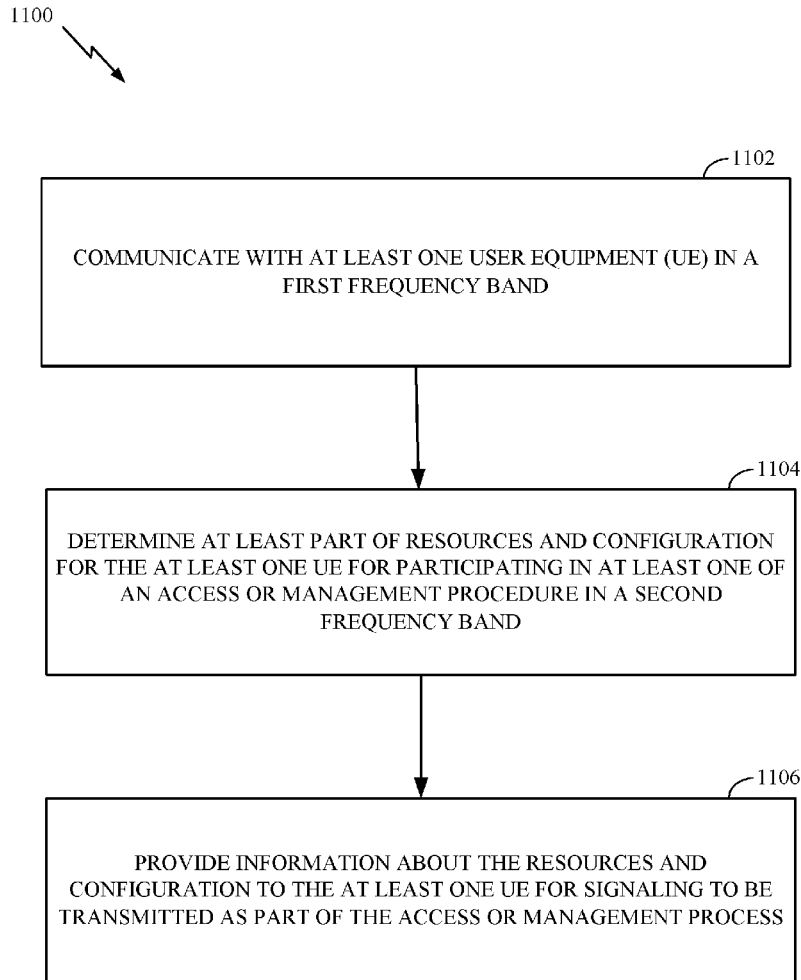 1100
1102
COMMUNICATE WITH AT LEAST ONE USER EQUIPMENT (UE) IN A
FIRST FREQUENCY BAND
1104
DETERMINE AT LEAST PART OF RESOURCES AND CONFIGURATION
FOR THE AT LEAST ONE UE FOR PARTICIPATING IN AT LEAST ONE OF
AN ACCESS OR MANAGEMENT PROCEDURE IN A SECOND
FREQUENCY BAND
1106
PROVIDE INFORMATION ABOUT THE RESOURCES AND
CONFIGURATION TO THE AT LEAST ONE UE FOR SIGNALING TO BE
TRANSMITTED AS PART OF THE ACCESS OR MANAGEMENT PROCESS